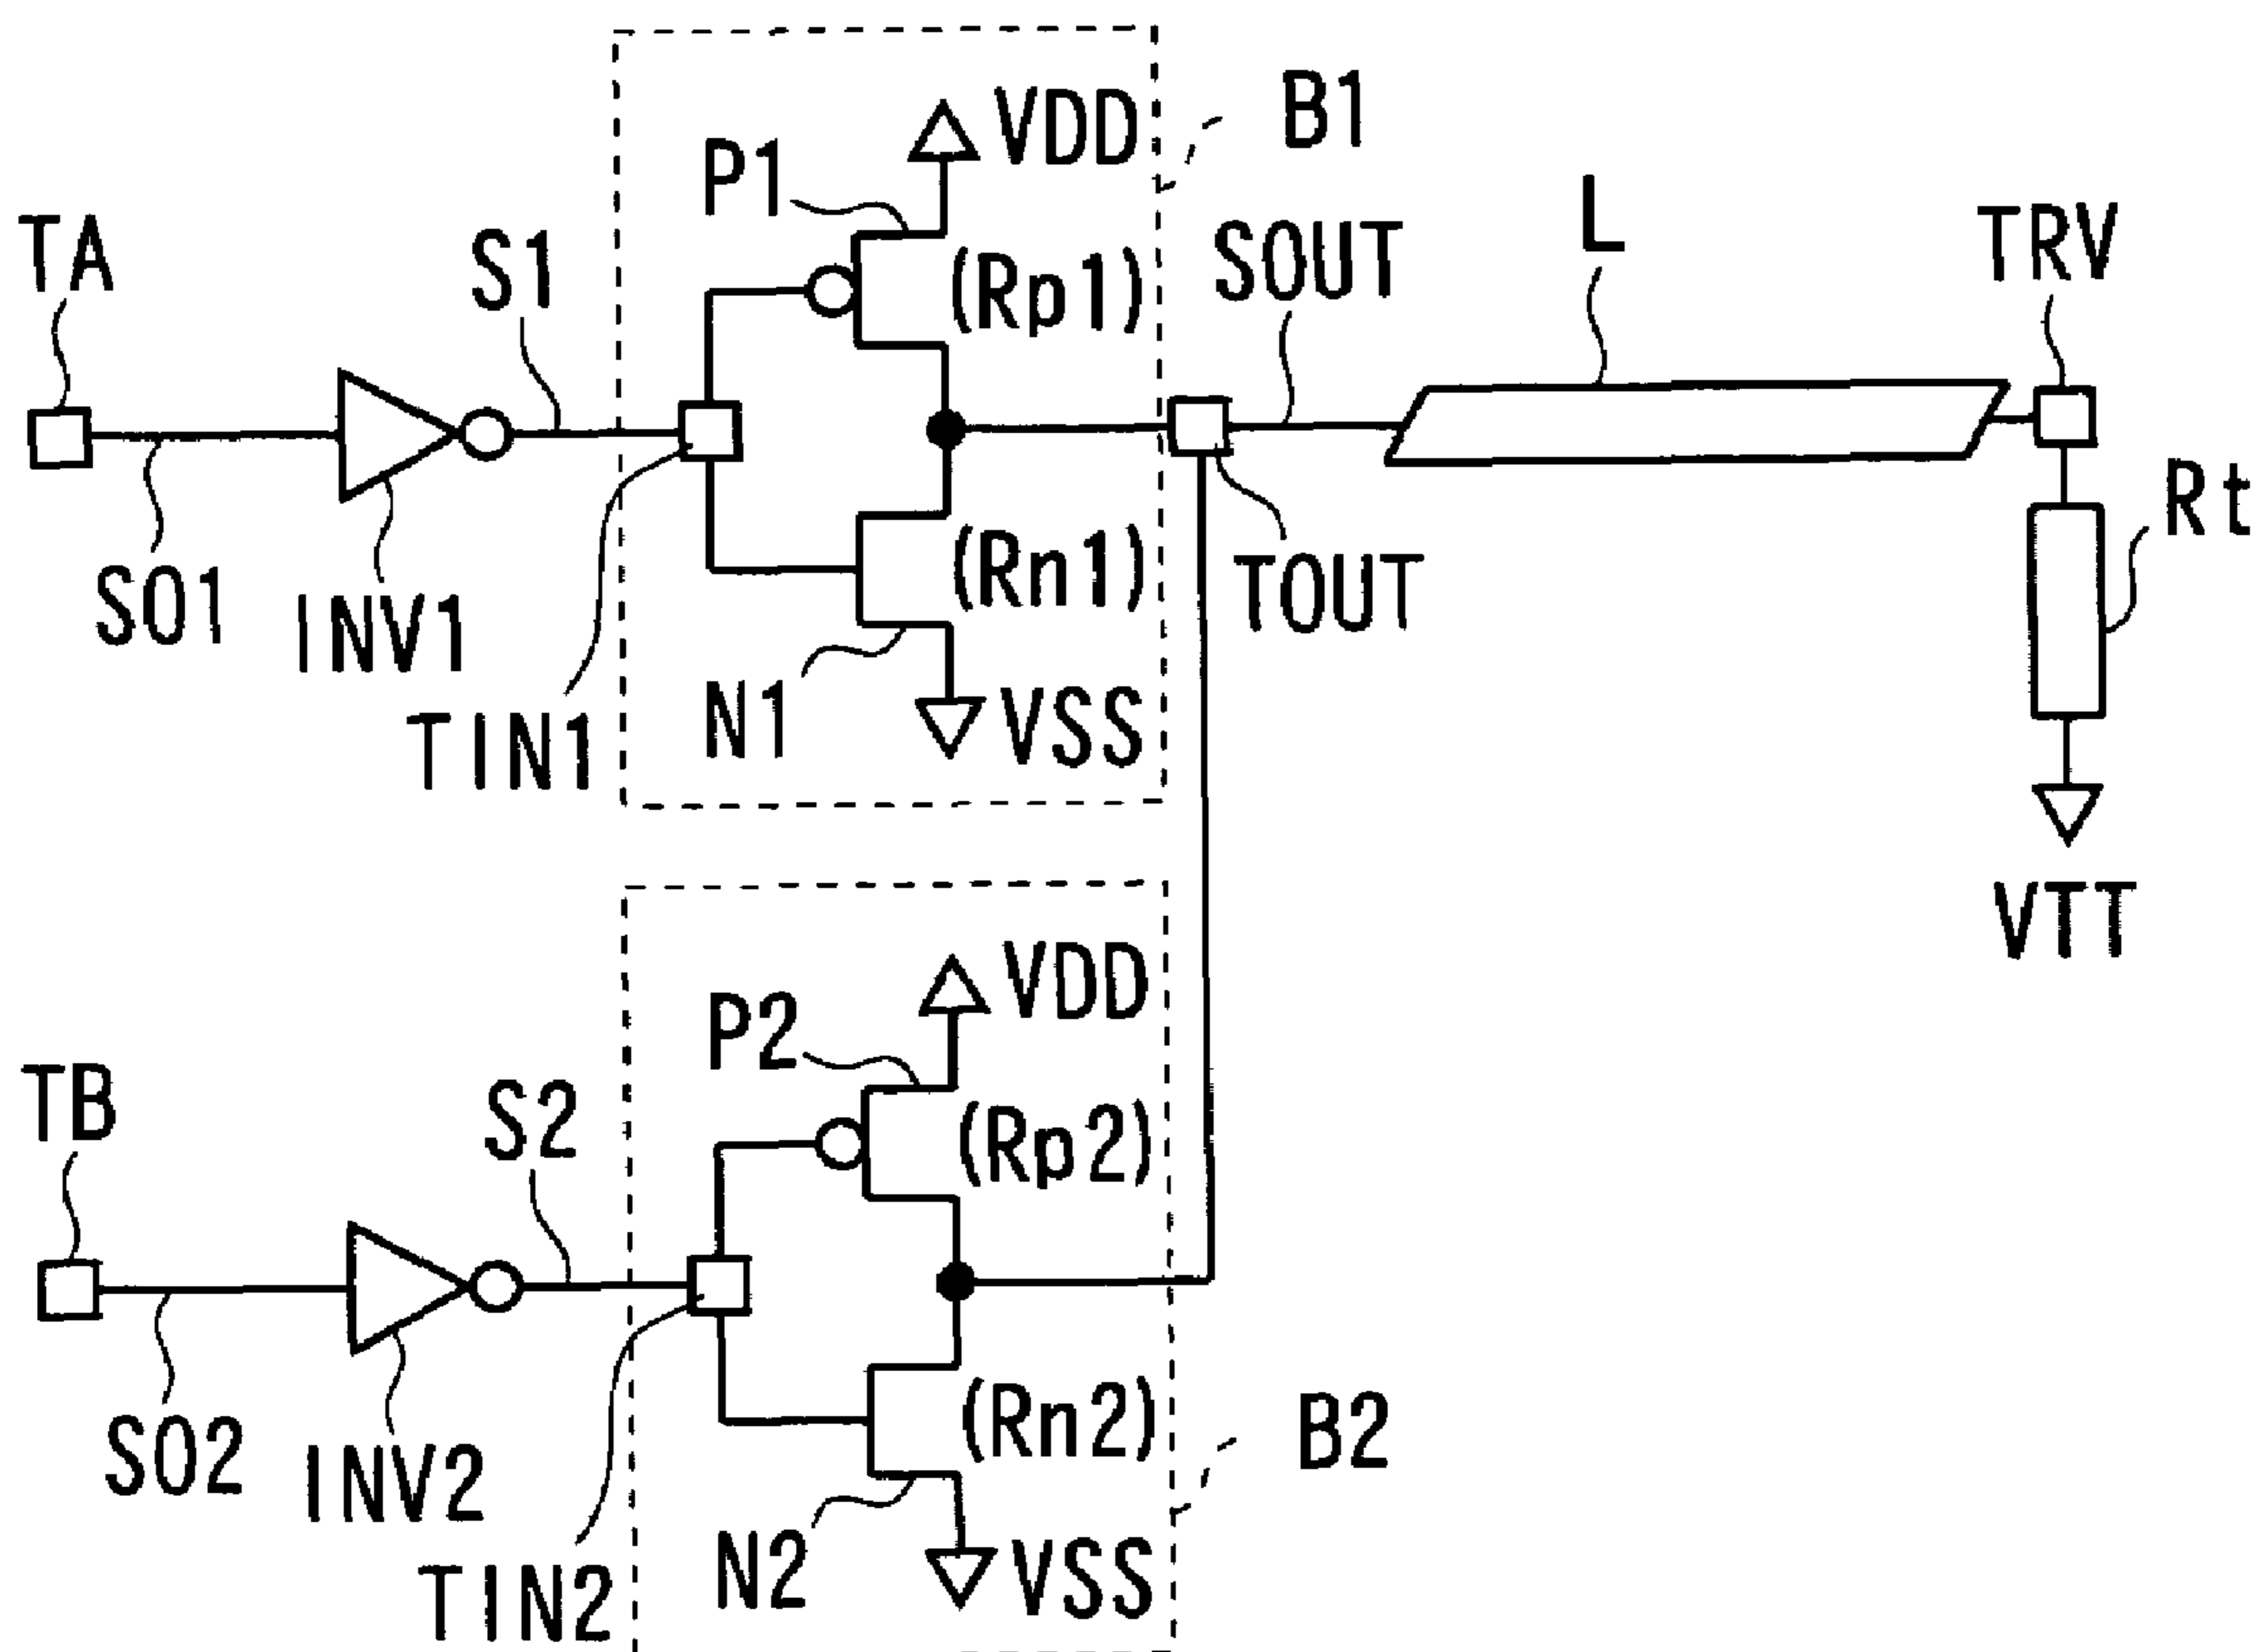 VDD
B1
P1
L
TA
S1
SOUT
TRV
(Rp1)
Rt
SO1
INV1
(Rn1)
TOUT
TIN1
N1
VSS
VTT
VDD
P2
TB
S2
(Rp2)
SO2
INV2
(Rn2)
B2
TIN2
N2
VSS